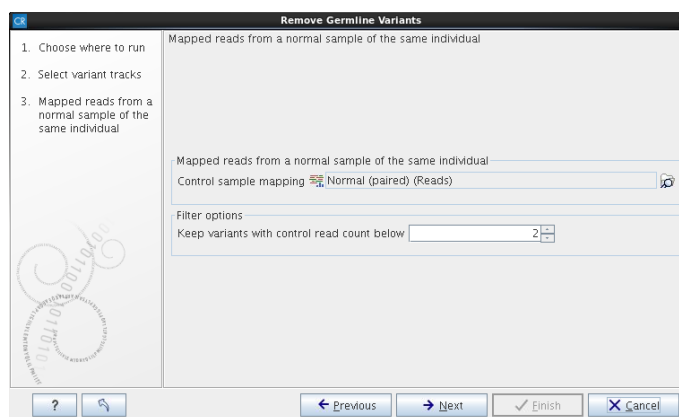 CR Remove Germline Variants
1. Choose where to run
2. Select variant tracks
3. Mapped reads from a
normal sample of the
same individual
Mapped reads from a normal sample of the same individual
Mapped reads from a normal sample of the same individual
Control sample mapping Normal (paired) (Reads)
Filter options
Keep variants with control read count below 2
? Previous Next Finish Cancel